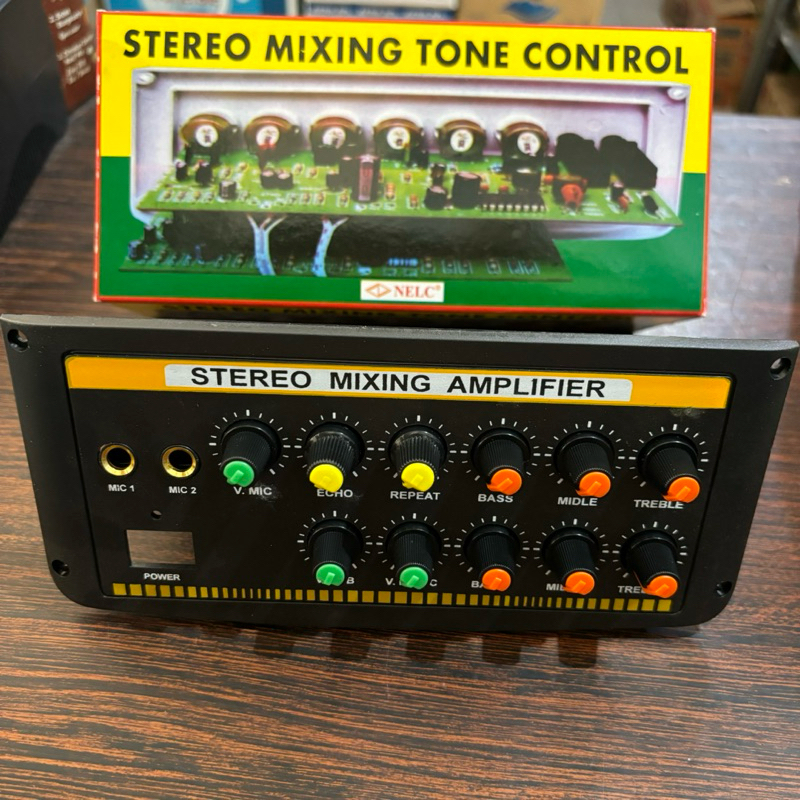 STEREO MIXING TONE CONTROL
NELC®
STEREO MIXING AMPLIFIER
MIC 1
MIC 2
V. MIC
ECHO
REPEAT
BASS
MIDLE
TREBLE
POWER